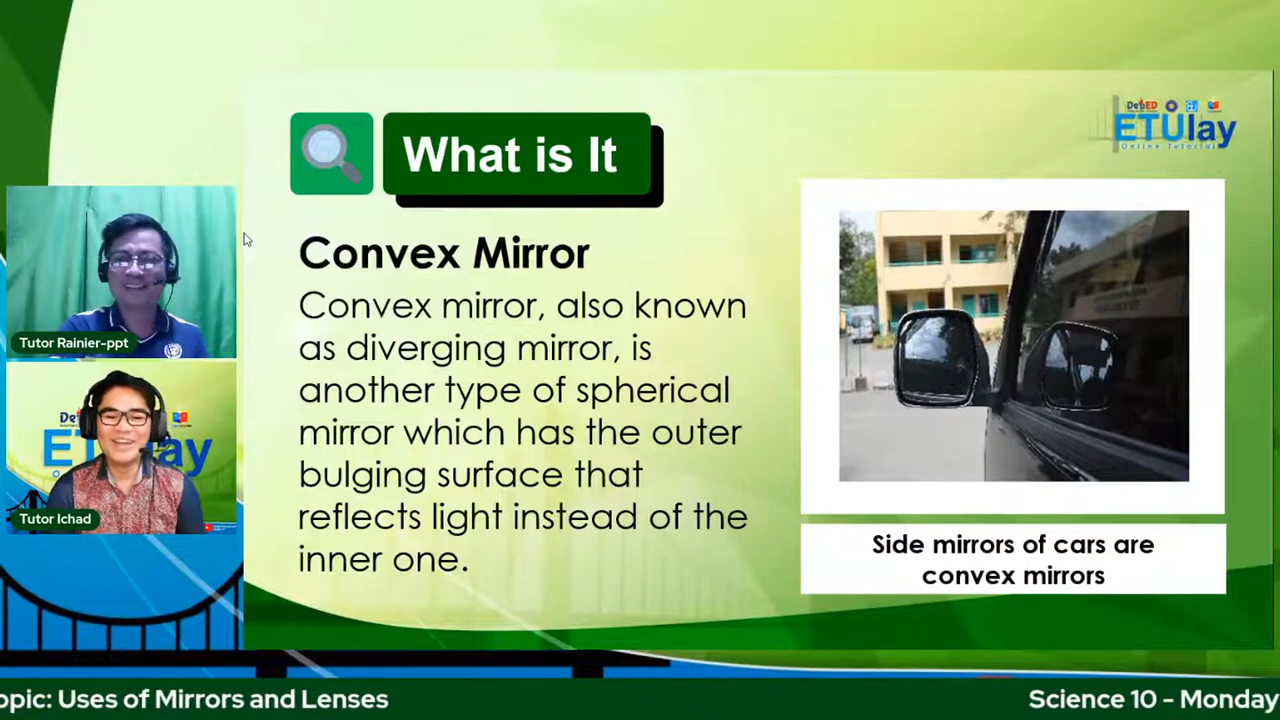 What is It
DepED
ETUlay
Online Tutorial
Convex Mirror
Convex mirror, also known
as diverging mirror, is
another type of spherical
mirror which has the outer
bulging surface that
reflects light instead of the
inner one.
Side mirrors of cars are
convex mirrors
Tutor Rainier-ppt
Tutor Ichad
opic: Uses of Mirrors and Lenses
Science 10 - Monday